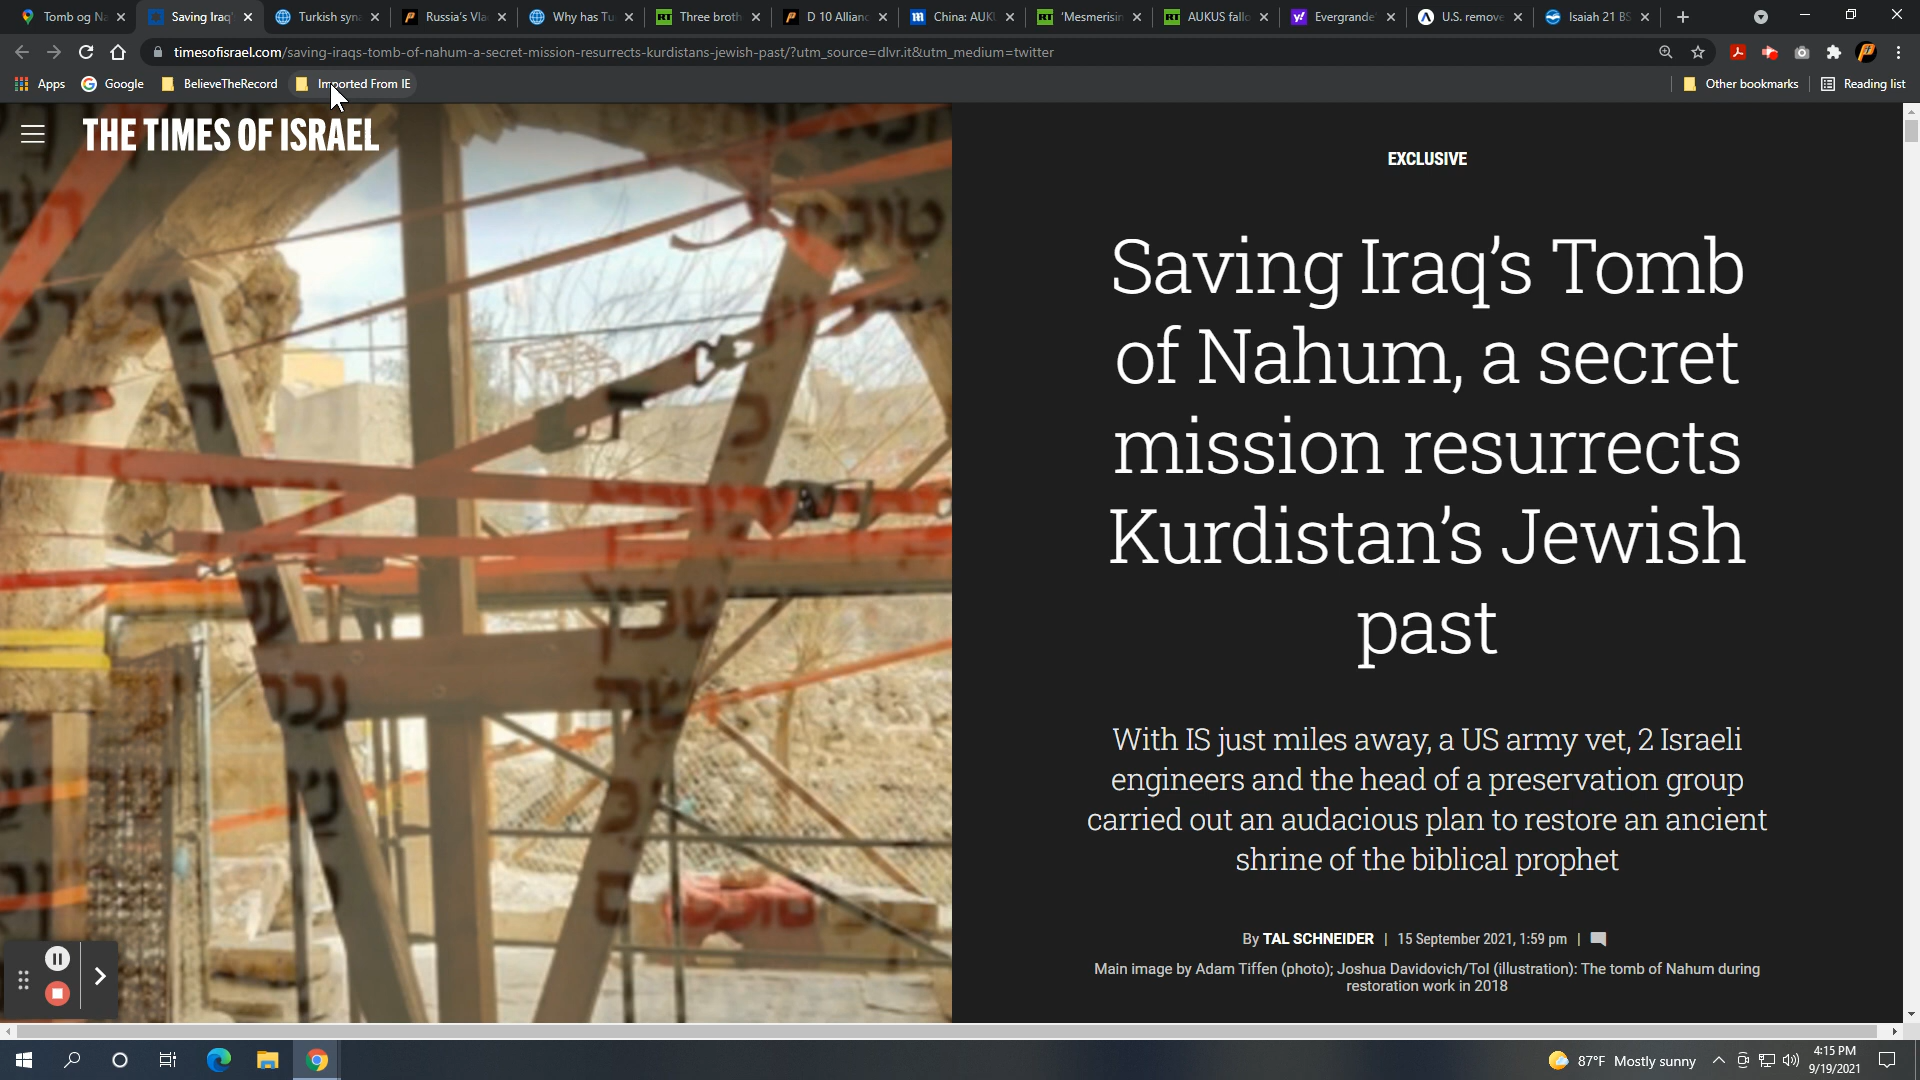 Tomb og Na
Saving Iraq'
Turkish syna
Russia's Vla
Why has Tu
Three broth
D 10 Allianc
China: AUKU
'Mesmerisin
AUKUS fallo
Evergrande'
U.S. remove
Isaiah 21 BS
timesofisrael.com/saving-iraqs-tomb-of-nahum-a-secret-mission-resurrects-kurdistans-jewish-past/?utm_source=dlvr.it&utm_medium=twitter
Apps
Google
BelieveTheRecord
Imported From IE
Other bookmarks
Reading list
THE TIMES OF ISRAEL
EXCLUSIVE
Saving Iraq's Tomb
of Nahum, a secret
mission resurrects
Kurdistan's Jewish
past
With IS just miles away, a US army vet, 2 Israeli
engineers and the head of a preservation group
carried out an audacious plan to restore an ancient
shrine of the biblical prophet
By TAL SCHNEIDER | 15 September 2021, 1:59 pm |
Main image by Adam Tiffen (photo); Joshua Davidovich/ToI (illustration): The tomb of Nahum during
restoration work in 2018
87°F Mostly sunny
4:15 PM
9/19/2021